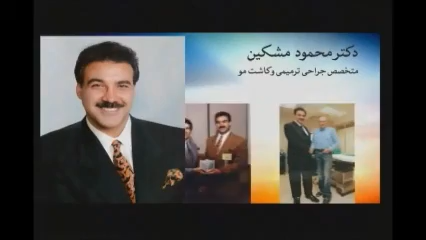 دکتر محمود مشکین
متخصص جراحی ترمیمی و کاشت مو